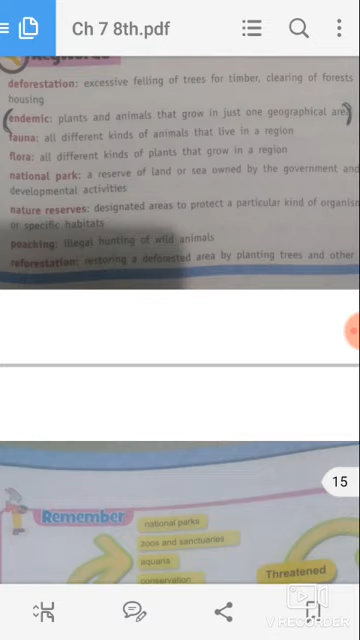 Ch 7 8th.pdf
Keywords
deforestation: excessive felling of trees for timber, clearing of forests
housing
endemic: plants and animals that grow in just one geographical area
fauna: all different kinds of animals that live in a region
flora: all different kinds of plants that grow in a region
national park: a reserve of land or sea owned by the government and
developmental activities
nature reserves: designated areas to protect a particular kind of organism
or specific habitats
poaching: illegal hunting of wild animals
reforestation: restoring a deforested area by planting trees and other
15
Remember
national parks
zoos and sanctuaries
aquaria
conservation
Threatened
V RECORDER